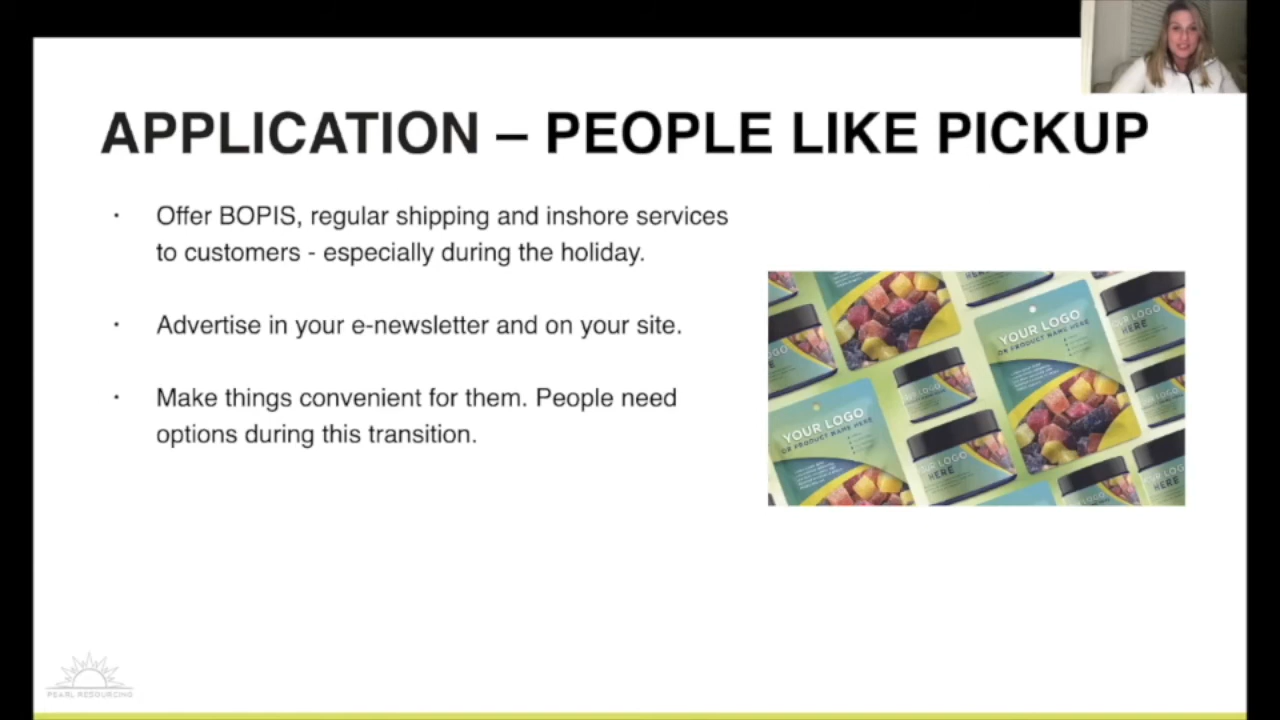 APPLICATION – PEOPLE LIKE PICKUP
· Offer BOPIS, regular shipping and inshore services
to customers - especially during the holiday.
· Advertise in your e-newsletter and on your site.
· Make things convenient for them. People need
options during this transition.
YOUR LOGO
OR PRODUCT NAME HERE
YOUR LOGO
HERE
YOUR LOGO
OR PRODUCT NAME HERE
PEARL RESOURCING